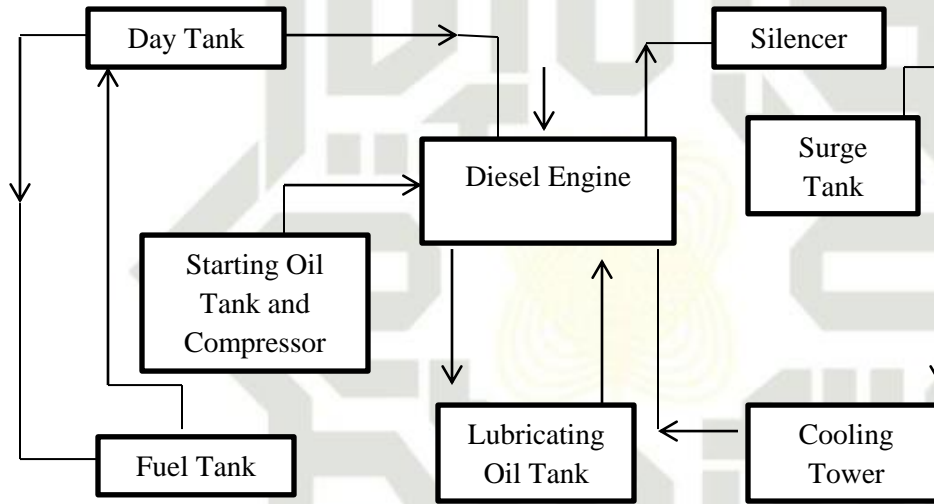 Day Tank
Silencer
Surge
Tank
Diesel Engine
Starting Oil
Tank and
Compressor
Fuel Tank
Lubricating
Oil Tank
Cooling
Tower